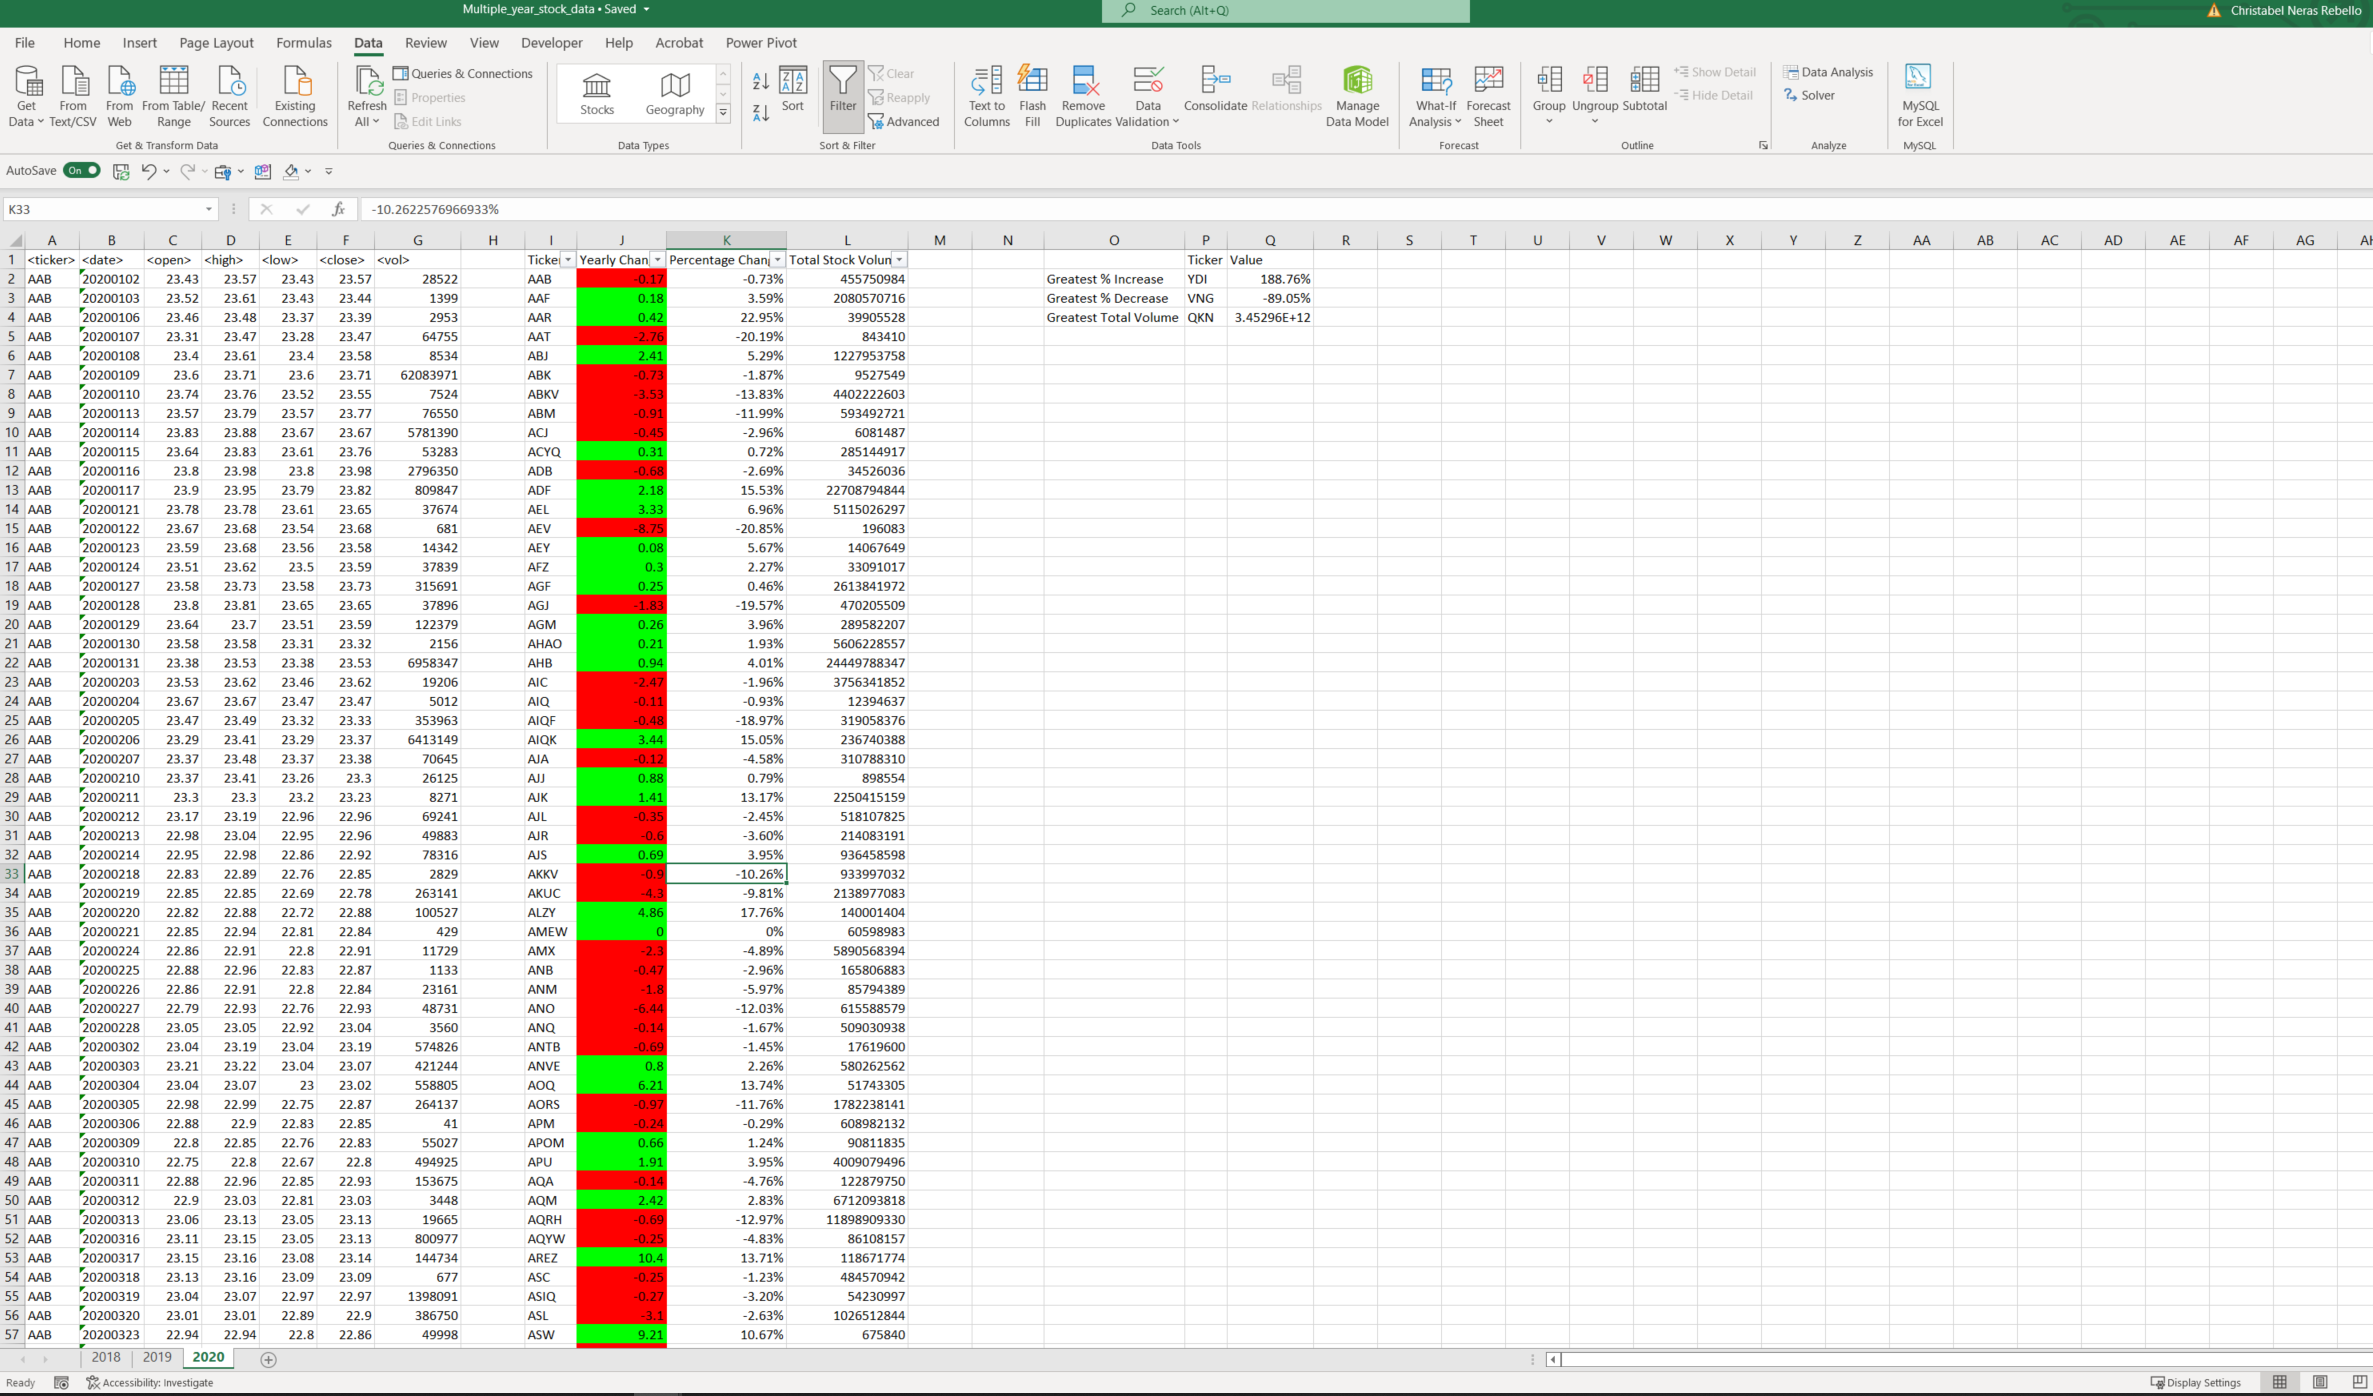 Multiple_year_stock_data • Saved
Search (Alt+Q)
Christabel Neras Rebello
File Home Insert Page Layout Formulas Data Review View Developer Help Acrobat Power Pivot
Get Data
From Text/CSV
From Web
From Table/ Range
Recent Sources
Existing Connections
Get & Transform Data
Refresh All
Queries & Connections
Properties
Edit Links
Queries & Connections
Stocks
Geography
Data Types
Sort
Filter
Clear
Reapply
Advanced
Sort & Filter
Text to Columns
Flash Fill
Remove Duplicates
Data Validation
Consolidate
Relationships
Manage Data Model
Data Tools
What-If Analysis
Forecast Sheet
Forecast
Group
Ungroup
Subtotal
Show Detail
Hide Detail
Outline
Data Analysis
Solver
Analyze
MySQL for Excel
MySQL
AutoSave On
K33
fx
-10.2622576966933%
A B C D E F G H I J K L M N O P Q R S T U V W X Y Z AA AB AC AD AE AF AG
1 <ticker> <date> <open> <high> <low> <close> <vol> Ticke Yearly Chan Percentage Chan Total Stock Volun Ticker Value
2 AAB 20200102 23.43 23.57 23.43 23.57 28522 AAB -0.17 -0.73% 455750984 Greatest % Increase YDI 188.76%
3 AAB 20200103 23.52 23.61 23.43 23.44 1399 AAF 0.18 3.59% 2080570716 Greatest % Decrease VNG -89.05%
4 AAB 20200106 23.46 23.48 23.37 23.39 2953 AAR 0.42 22.95% 39905528 Greatest Total Volume QKN 3.45296E+12
5 AAB 20200107 23.31 23.47 23.28 23.47 64755 AAT -2.76 -20.19% 843410
6 AAB 20200108 23.4 23.61 23.4 23.58 8534 ABJ 2.41 5.29% 1227953758
7 AAB 20200109 23.6 23.71 23.6 23.71 62083971 ABK -0.73 -1.87% 9527549
8 AAB 20200110 23.74 23.76 23.52 23.55 7524 ABKV -3.53 -13.83% 4402222603
9 AAB 20200113 23.57 23.79 23.57 23.77 76550 ABM -0.91 -11.99% 593492721
10 AAB 20200114 23.83 23.88 23.67 23.67 5781390 ACJ -0.45 -2.96% 6081487
11 AAB 20200115 23.64 23.83 23.61 23.76 53283 ACYQ 0.31 0.72% 285144917
12 AAB 20200116 23.8 23.98 23.8 23.98 2796350 ADB -0.68 -2.69% 34526036
13 AAB 20200117 23.9 23.95 23.79 23.82 809847 ADF 2.18 15.53% 22708794844
14 AAB 20200121 23.78 23.78 23.61 23.65 37674 AEL 3.33 6.96% 5115026297
15 AAB 20200122 23.67 23.68 23.54 23.68 681 AEV -8.75 -20.85% 196083
16 AAB 20200123 23.59 23.68 23.56 23.58 14342 AEY 0.08 5.67% 14067649
17 AAB 20200124 23.51 23.62 23.5 23.59 37839 AFZ 0.3 2.27% 33091017
18 AAB 20200127 23.58 23.73 23.58 23.73 315691 AGF 0.25 0.46% 2613841972
19 AAB 20200128 23.8 23.81 23.65 23.65 37896 AGJ -1.83 -19.57% 470205509
20 AAB 20200129 23.64 23.7 23.51 23.59 122379 AGM 0.26 3.96% 289582207
21 AAB 20200130 23.58 23.58 23.31 23.32 2156 AHAO 0.21 1.93% 5606228557
22 AAB 20200131 23.38 23.53 23.38 23.53 6958347 AHB 0.94 4.01% 24449788347
23 AAB 20200203 23.53 23.62 23.46 23.62 19206 AIC -2.47 -1.96% 3756341852
24 AAB 20200204 23.67 23.67 23.47 23.47 5012 AIQ -0.11 -0.93% 12394637
25 AAB 20200205 23.47 23.49 23.32 23.33 353963 AIQF -0.48 -18.97% 319058376
26 AAB 20200206 23.29 23.41 23.29 23.37 6413149 AIQK 3.44 15.05% 236740388
27 AAB 20200207 23.37 23.48 23.37 23.38 70645 AJA -0.12 -4.58% 310788310
28 AAB 20200210 23.37 23.41 23.26 23.3 26125 AJJ 0.88 0.79% 898554
29 AAB 20200211 23.3 23.3 23.2 23.23 8271 AJK 1.41 13.17% 2250415159
30 AAB 20200212 23.17 23.19 22.96 22.96 69241 AJL -0.35 -2.45% 518107825
31 AAB 20200213 22.98 23.04 22.95 22.96 49883 AJR -0.6 -3.60% 214083191
32 AAB 20200214 22.95 22.98 22.86 22.92 78316 AJS 0.69 3.95% 936458598
33 AAB 20200218 22.83 22.89 22.76 22.85 2829 AKKV -0.9 -10.26% 933997032
34 AAB 20200219 22.85 22.85 22.69 22.78 263141 AKUC -4.3 -9.81% 2138977083
35 AAB 20200220 22.82 22.88 22.72 22.88 100527 ALZY 4.86 17.76% 140001404
36 AAB 20200221 22.85 22.94 22.81 22.84 429 AMEW 0 0% 60598983
37 AAB 20200224 22.86 22.91 22.8 22.91 11729 AMX -2.3 -4.89% 5890568394
38 AAB 20200225 22.88 22.96 22.83 22.87 1133 ANB -0.47 -2.96% 165806883
39 AAB 20200226 22.86 22.91 22.8 22.84 23161 ANM -1.8 -5.97% 85794389
40 AAB 20200227 22.79 22.93 22.76 22.93 48731 ANO -6.44 -12.03% 615588579
41 AAB 20200228 23.05 23.05 22.92 23.04 3560 ANQ -0.14 -1.67% 509030938
42 AAB 20200302 23.04 23.19 23.04 23.19 574826 ANTB -0.69 -1.45% 17619600
43 AAB 20200303 23.21 23.22 23.04 23.07 421244 ANVE 0.8 2.26% 580262562
44 AAB 20200304 23.04 23.07 23 23.02 558805 AOQ 6.21 13.74% 51743305
45 AAB 20200305 22.98 22.99 22.75 22.87 264137 AORS -0.97 -11.76% 1782238141
46 AAB 20200306 22.88 22.9 22.83 22.85 41 APM -0.24 -0.29% 608982132
47 AAB 20200309 22.8 22.85 22.76 22.83 55027 APOM 0.66 1.24% 90811835
48 AAB 20200310 22.75 22.8 22.67 22.8 494925 APU 1.91 3.95% 4009079496
49 AAB 20200311 22.88 22.96 22.85 22.93 153675 AQA -0.14 -4.76% 122879750
50 AAB 20200312 22.9 23.03 22.81 23.03 3448 AQM 2.42 2.83% 6712093818
51 AAB 20200313 23.06 23.13 23.05 23.13 19665 AQRH -0.69 -12.97% 11898909330
52 AAB 20200316 23.11 23.15 23.05 23.13 800977 AQYW -0.25 -4.83% 86108157
53 AAB 20200317 23.15 23.16 23.08 23.14 144734 AREZ 10.4 13.71% 118671774
54 AAB 20200318 23.13 23.16 23.09 23.09 677 ASC -0.25 -1.23% 484570942
55 AAB 20200319 23.04 23.07 22.97 22.97 1398091 ASIQ -0.27 -3.20% 54230997
56 AAB 20200320 23.01 23.01 22.89 22.9 386750 ASL -3.1 -2.63% 1026512844
57 AAB 20200323 22.94 22.94 22.8 22.86 49998 ASW 9.21 10.67% 675840
2018 2019 2020
Ready
Accessibility: Investigate
Display Settings